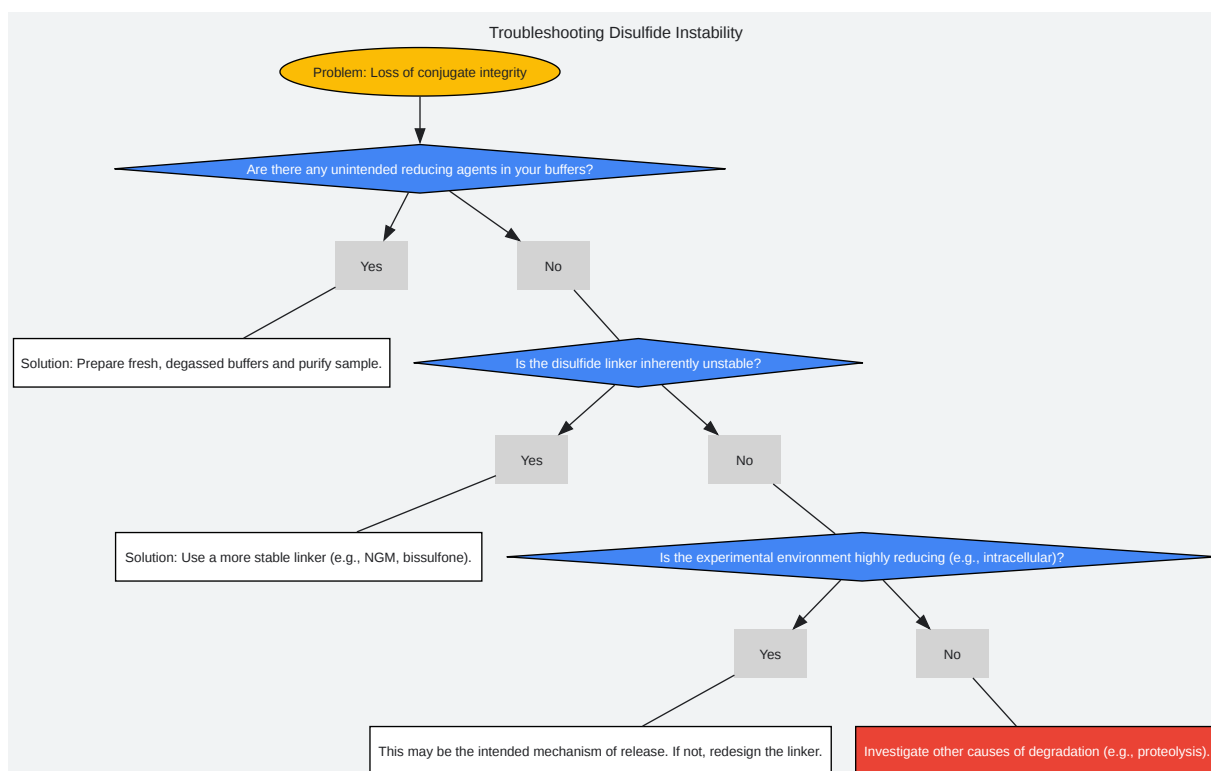 Troubleshooting Disulfide Instability
Problem: Loss of conjugate integrity
Are there any unintended reducing agents in your buffers?
Yes
No
Solution: Prepare fresh, degassed buffers and purify sample.
Is the disulfide linker inherently unstable?
Yes
No
Solution: Use a more stable linker (e.g., NGM, bissulfone).
Is the experimental environment highly reducing (e.g., intracellular)?
Yes
No
This may be the intended mechanism of release. If not, redesign the linker.
Investigate other causes of degradation (e.g., proteolysis).